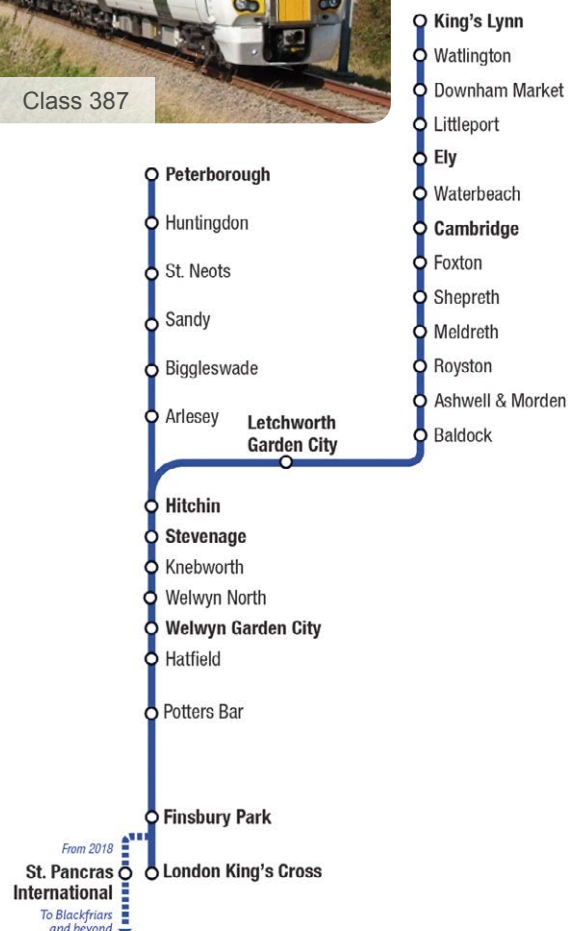 Class 387
King's Lynn
Watlington
Downham Market
Littleport
Ely
Waterbeach
Cambridge
Foxton
Shepreth
Meldreth
Royston
Ashwell & Morden
Baldock
Letchworth
Garden City
Peterborough
Huntingdon
St. Neots
Sandy
Biggleswade
Arlesey
Hitchin
Stevenage
Knebworth
Welwyn North
Welwyn Garden City
Hatfield
Potters Bar
Finsbury Park
From 2018
St. Pancras
International
London King's Cross
To Blackfriars
and beyond